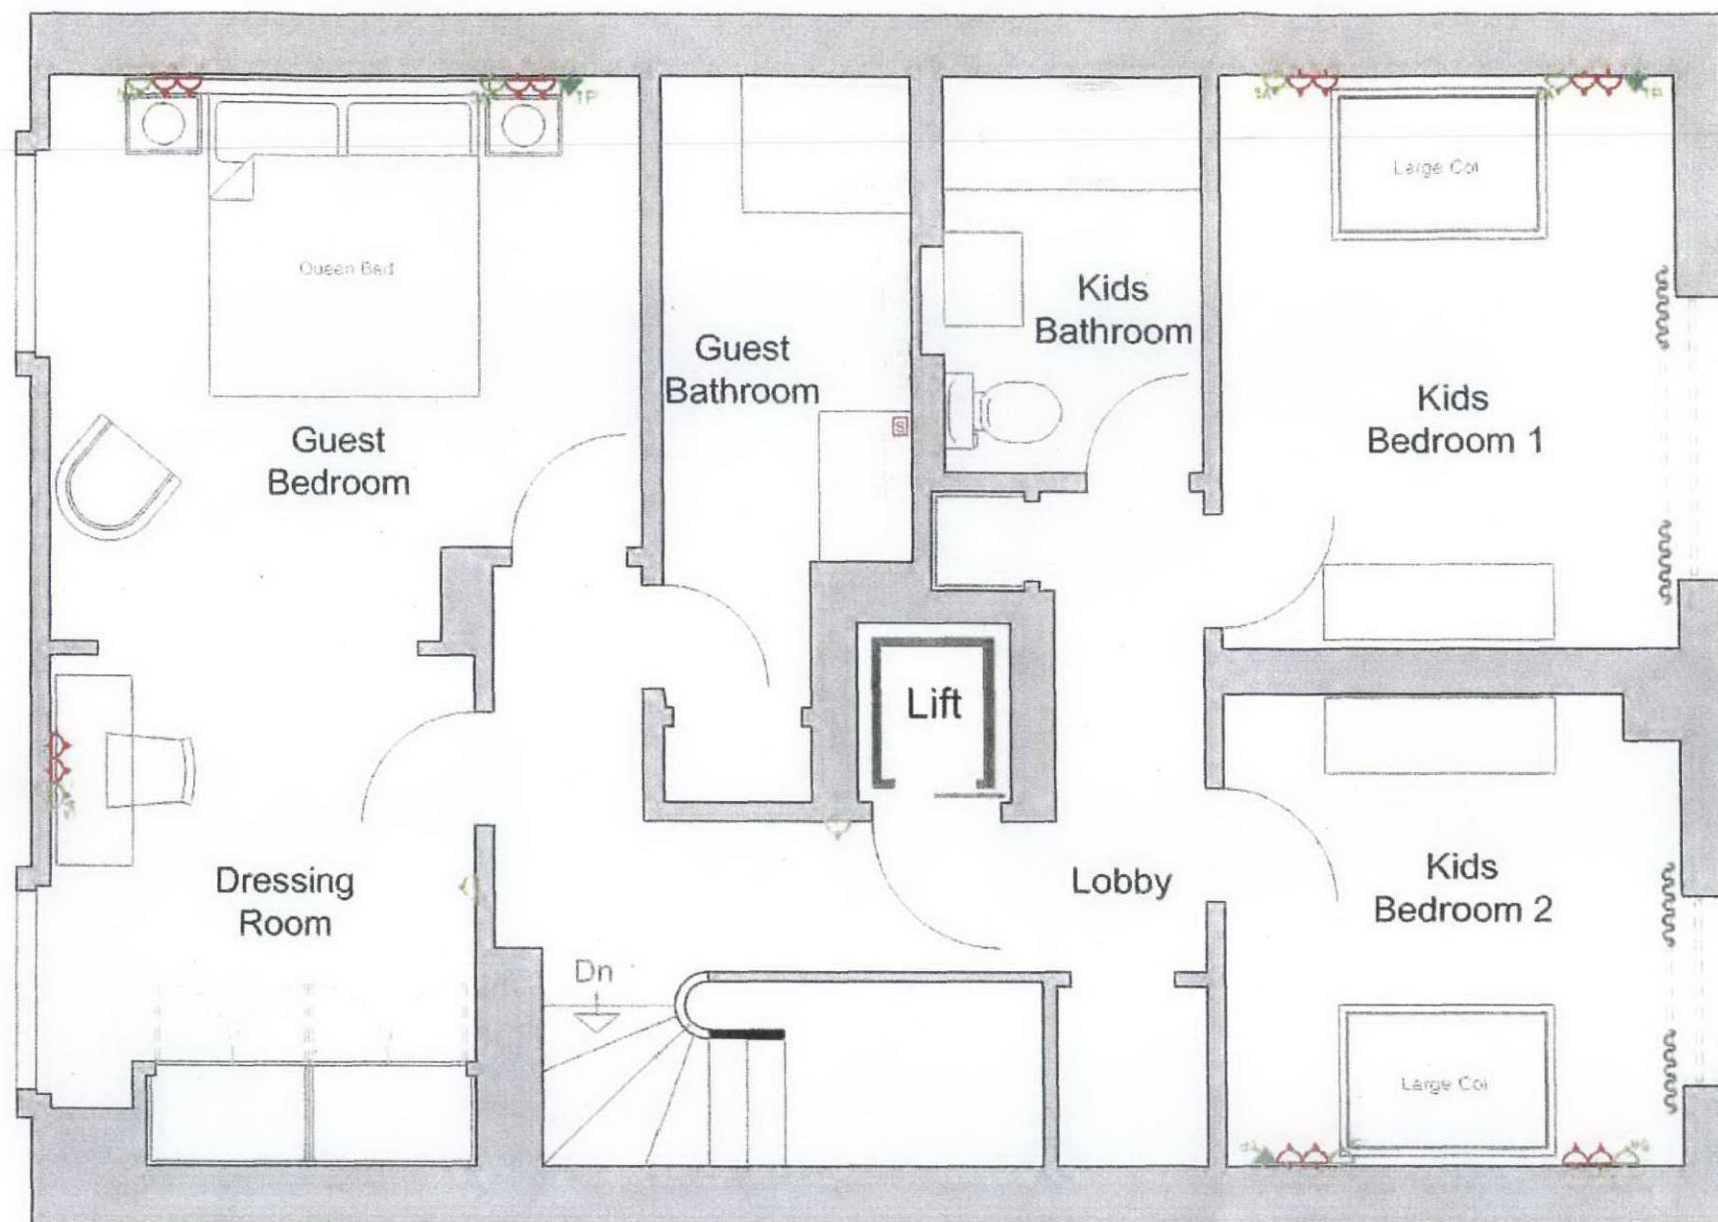 Queen Bed
Guest
Bedroom
Guest
Bathroom
Kids
Bathroom
Large Cot
Kids
Bedroom 1
Lift
Dressing
Room
Dn
Lobby
Kids
Bedroom 2
Large Cot
S